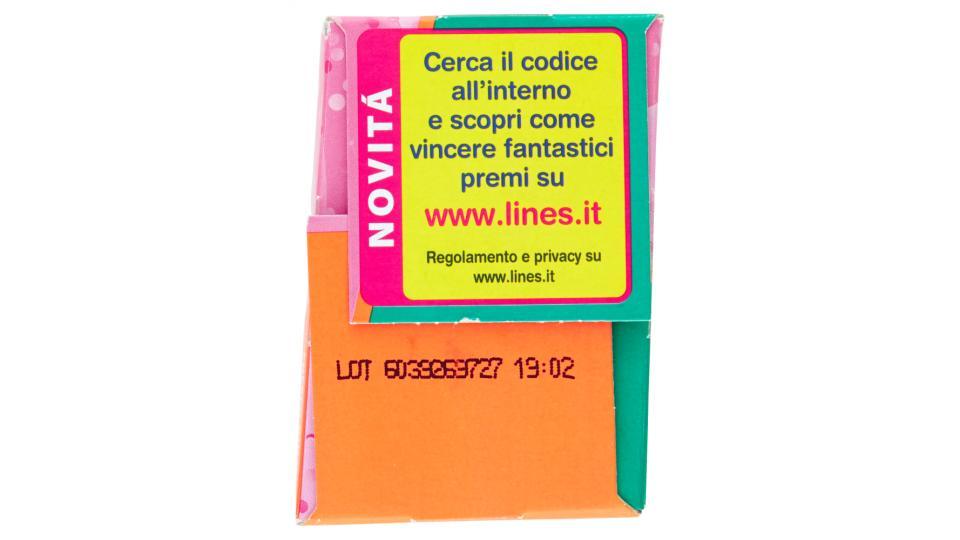 NOVITÁ
Cerca il codice
all'interno
e scopri come
vincere fantastici
premi su
www.lines.it
Regolamento e privacy su
www.lines.it
LOT 6039069727 19:02